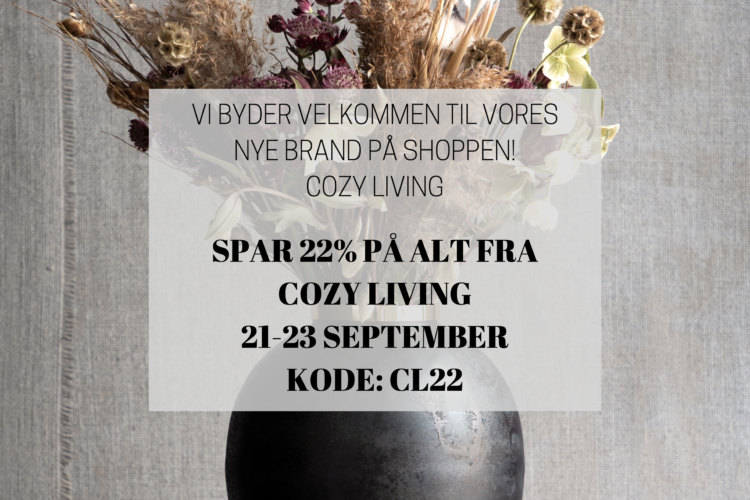 VI BYDER VELKOMMEN TIL VORES
NYE BRAND PÅ SHOPPEN!
COZY LIVING
SPAR 22% PÅ ALT FRA
COZY LIVING
21-23 SEPTEMBER
KODE: CL22